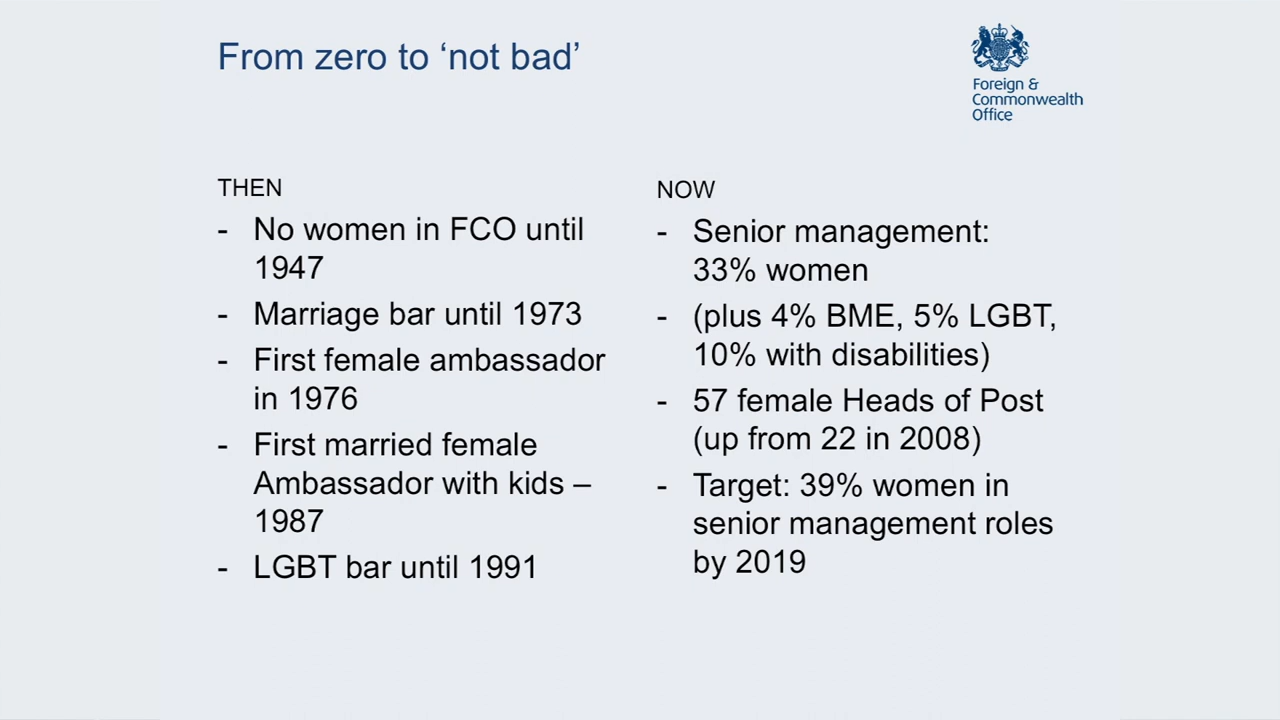 From zero to ‘not bad’
Foreign &
Commonwealth
Office
THEN
- No women in FCO until
1947
- Marriage bar until 1973
- First female ambassador
in 1976
- First married female
Ambassador with kids –
1987
- LGBT bar until 1991
NOW
- Senior management:
33% women
- (plus 4% BME, 5% LGBT,
10% with disabilities)
- 57 female Heads of Post
(up from 22 in 2008)
- Target: 39% women in
senior management roles
by 2019